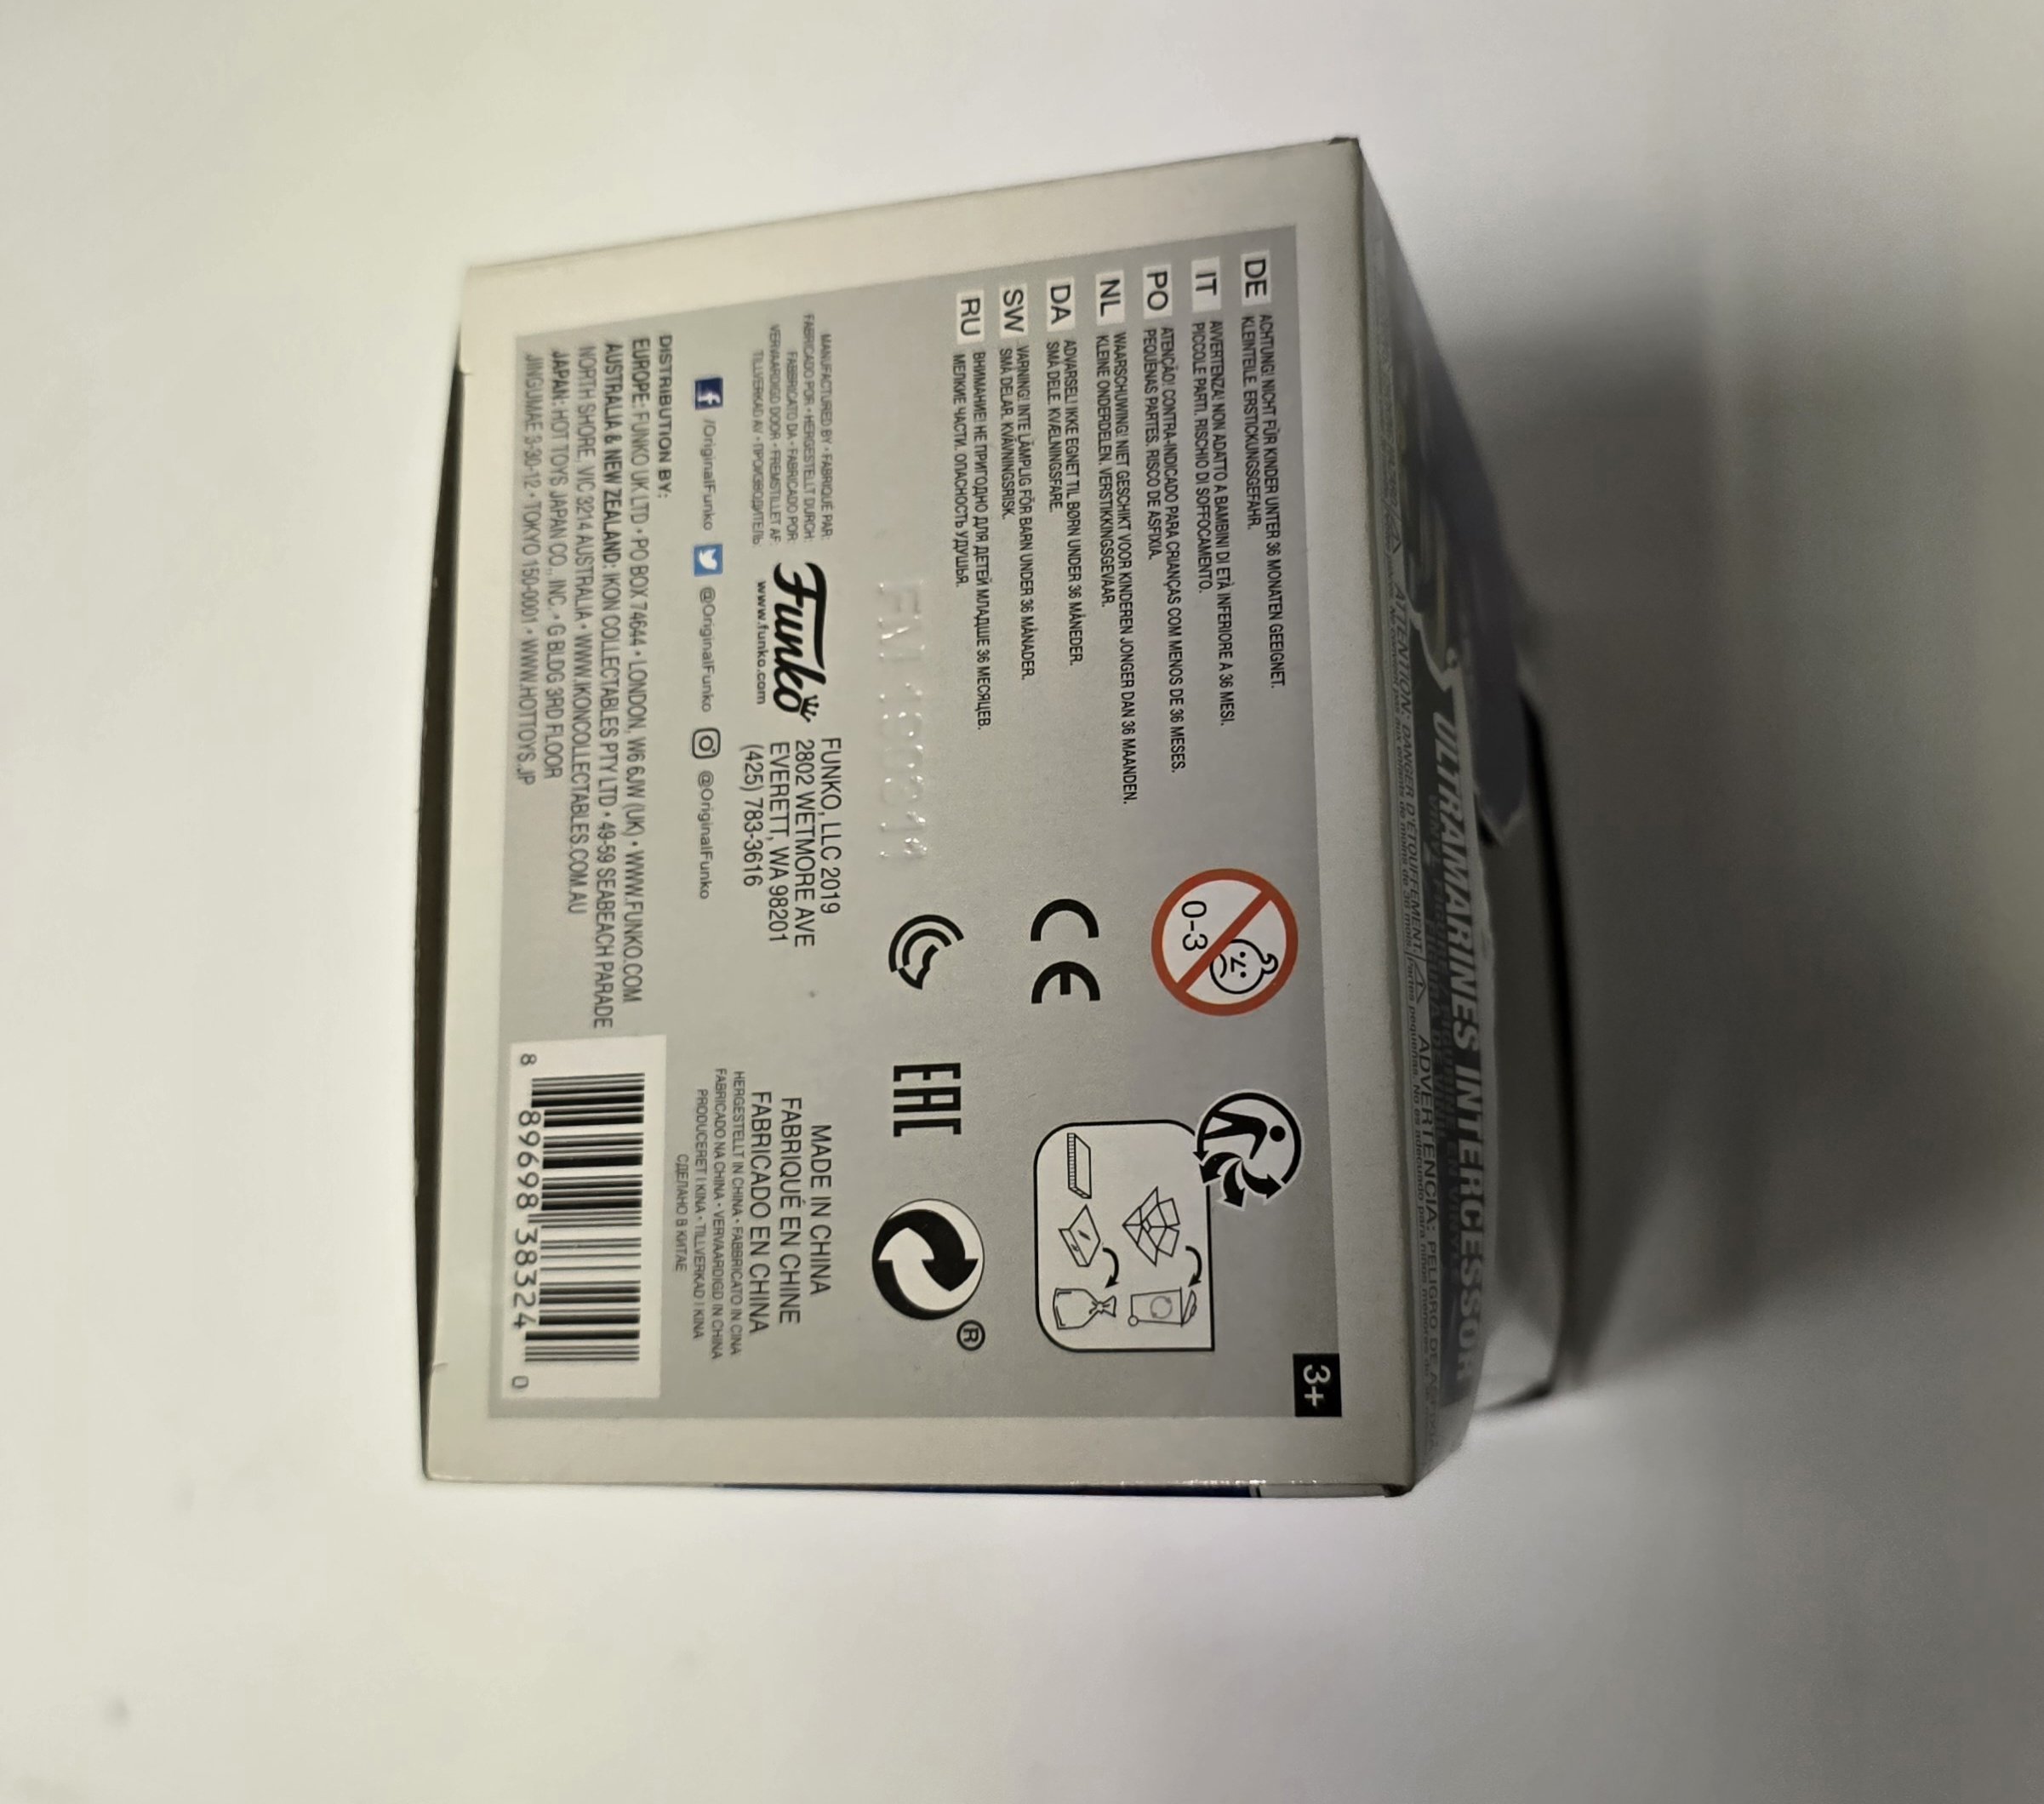 ULTRAMARINES INTERCESSOR
ATTENTION: DANGER D'ÉTOUFFEMENT.
ADVERTENCIA: PELIGRO DE
3+
DE ACHTUNG! NICHT FÜR KINDER UNTER 36 MONATEN GEEIGNET.
KLEINTEILE. ERSTICKUNGSGEFAHR.
IT AVVERTENZA! NON ADATTO A BAMBINI DI ETÀ INFERIORE A 36 MESI.
PICCOLE PARTI. RISCHIO DI SOFFOCAMENTO.
PO ATENÇÃO! CONTRA-INDICADO PARA CRIANÇAS COM MENOS DE 36 MESES.
PEQUENAS PARTES. RISCO DE ASFIXIA.
NL WAARSCHUWING! NIET GESCHIKT VOOR KINDEREN JONGER DAN 36 MAANDEN.
KLEINE ONDERDELEN. VERSTIKKINGSGEVAAR.
DA ADVARSEL! IKKE EGNET TIL BØRN UNDER 36 MÅNEDER.
SMÅ DELE. KVÆLNINGSFARE.
SW VARNING! INTE LÄMPLIG FÖR BARN UNDER 36 MÅNADER.
SMÅ DELAR. KVÄVNINGSRISK.
RU ВНИМАНИЕ! НЕ ПРИГОДНО ДЛЯ ДЕТЕЙ МЛАДШЕ 36 МЕСЯЦЕВ.
МЕЛКИЕ ЧАСТИ. ОПАСНОСТЬ УДУШЬЯ.
0-3
CE
EAC
®
MANUFACTURED BY • FABRIQUÉ PAR:
FABRICADO POR • HERGESTELLT DURCH:
FABBRICATO DA • FABRICADO POR:
VERVAARDIGD DOOR • FREMSTILLET AF:
TILLVERKAD AV • ПРОИЗВОДИТЕЛЬ:
Funko
www.funko.com
FUNKO, LLC 2019
2802 WETMORE AVE
EVERETT, WA 98201
(425) 783-3616
MADE IN CHINA
FABRIQUÉ EN CHINE
FABRICADO EN CHINA
HERGESTELLT IN CHINA • FABBRICATO IN CINA
FABRICADO NA CHINA • VERVAARDIGD IN CHINA
PRODUCERET I KINA • TILLVERKAD I KINA
СДЕЛАНО В КИТАЕ
/OriginalFunko @OriginalFunko @OriginalFunko
DISTRIBUTION BY:
EUROPE: FUNKO UK LTD • PO BOX 74644 • LONDON, W6 6JW (UK) • WWW.FUNKO.COM
AUSTRALIA & NEW ZEALAND: IKON COLLECTABLES PTY LTD • 49-59 SEABEACH PARADE
NORTH SHORE, VIC 3214 AUSTRALIA • WWW.IKONCOLLECTABLES.COM.AU
JAPAN: HOT TOYS JAPAN CO., INC. • G BLDG 3RD FLOOR
JINGUMAE 3-30-12 • TOKYO 150-0001 • WWW.HOTTOYS.JP
8 89698 38324 0